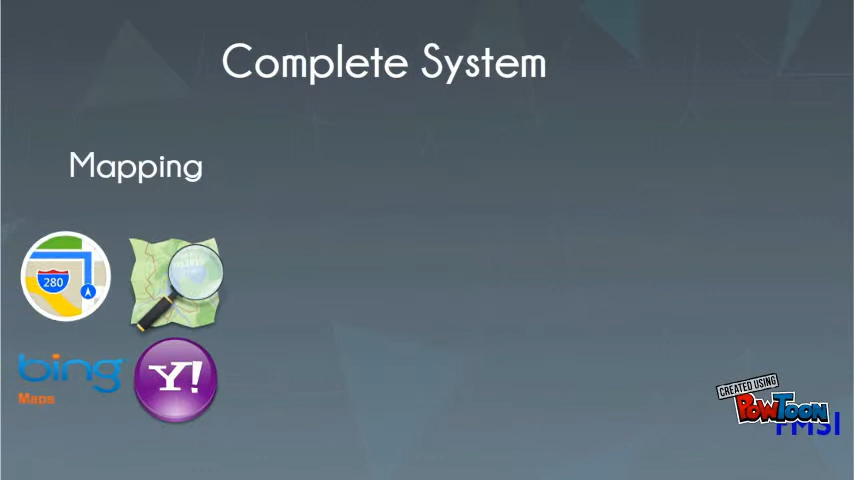 Complete System
Mapping
280
bing
Maps
Y!
CREATED USING
POWTOON